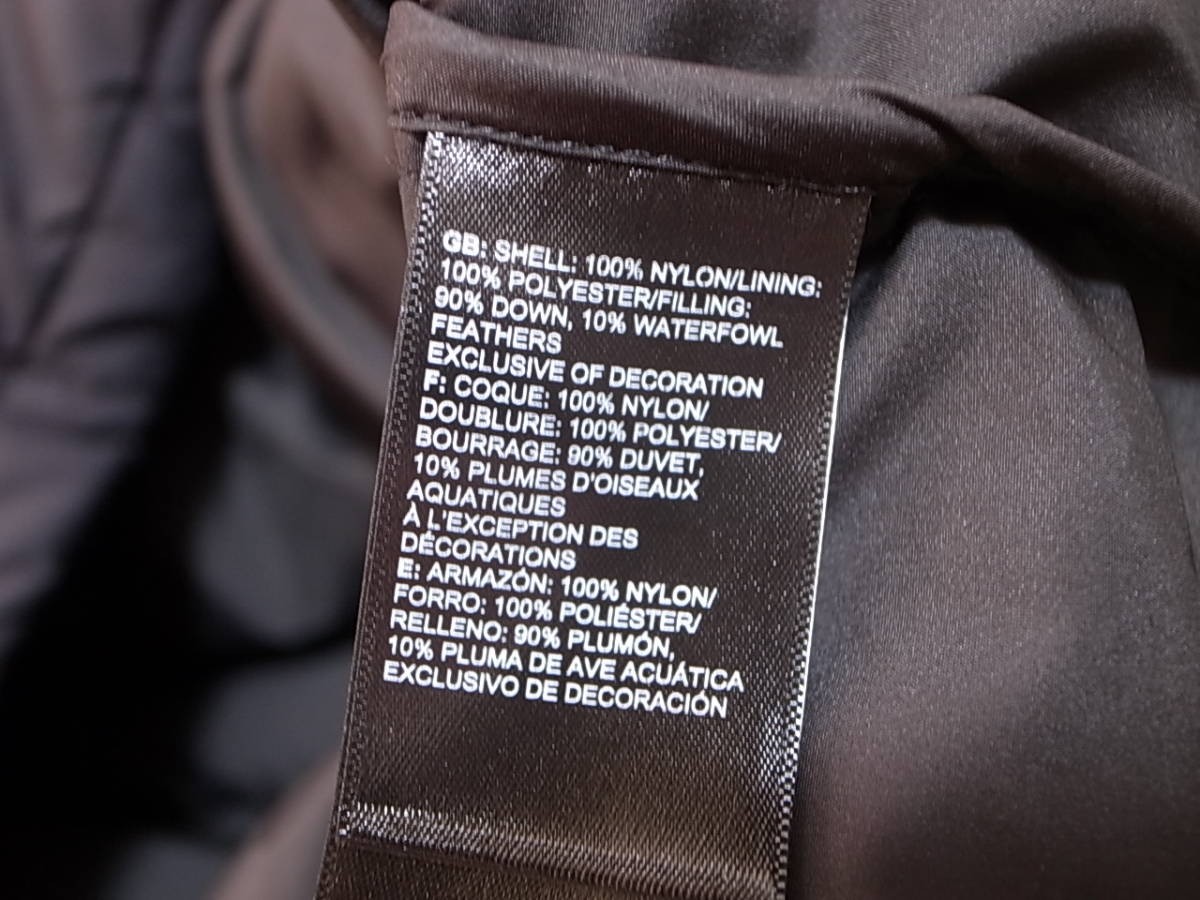 GB: SHELL: 100% NYLON/LINING:
100% POLYESTER/FILLING:
90% DOWN, 10% WATERFOWL
FEATHERS
EXCLUSIVE OF DECORATION
F: COQUE: 100% NYLON/
DOUBLURE: 100% POLYESTER/
BOURRAGE: 90% DUVET,
10% PLUMES D'OISEAUX
AQUATIQUES
À L'EXCEPTION DES
DÉCORATIONS
E: ARMAZÓN: 100% NYLON/
FORRO: 100% POLIÉSTER/
RELLENO: 90% PLUMÓN,
10% PLUMA DE AVE ACUÁTICA
EXCLUSIVO DE DECORACIÓN